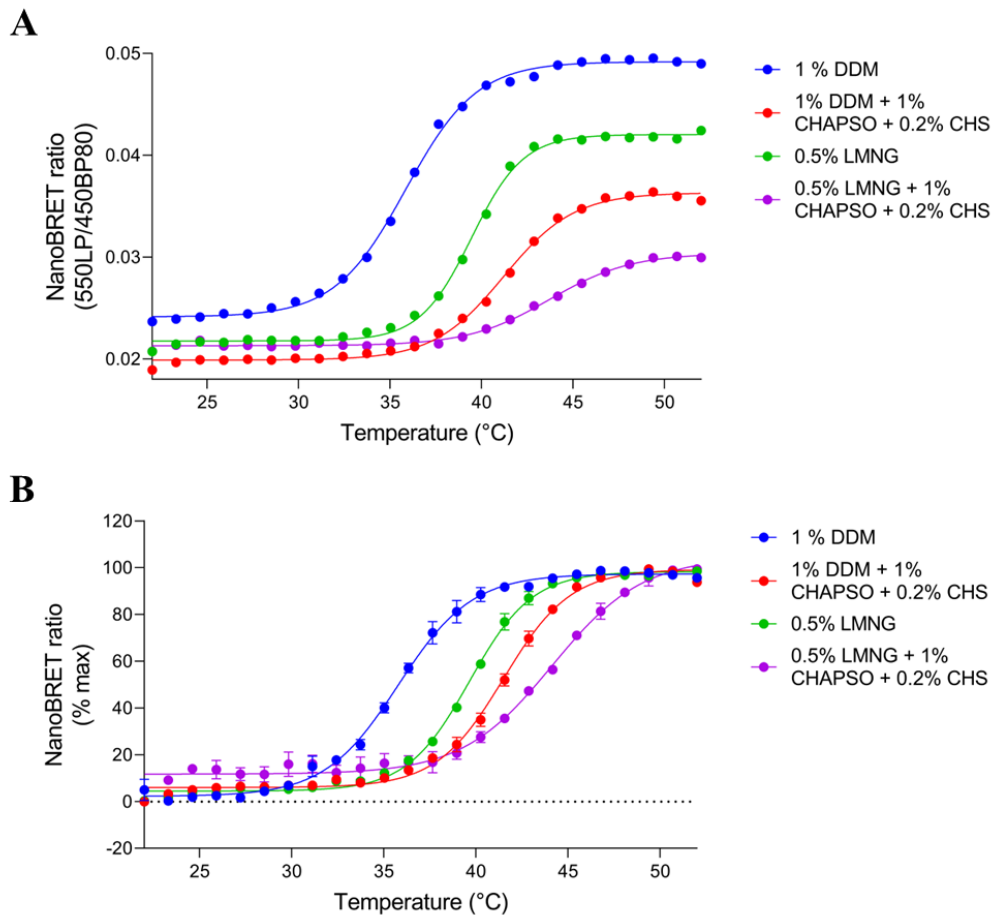 A
NanoBRET ratio
(550LP/450BP80)
0.05
0.04
0.03
0.02
25 30 35 40 45 50
Temperature (°C)
1 % DDM
1% DDM + 1%
CHAPSO + 0.2% CHS
0.5% LMNG
0.5% LMNG + 1%
CHAPSO + 0.2% CHS
B
NanoBRET ratio
(% max)
120
100
80
60
40
20
0
-20
25 30 35 40 45 50
Temperature (°C)
1 % DDM
1% DDM + 1%
CHAPSO + 0.2% CHS
0.5% LMNG
0.5% LMNG + 1%
CHAPSO + 0.2% CHS